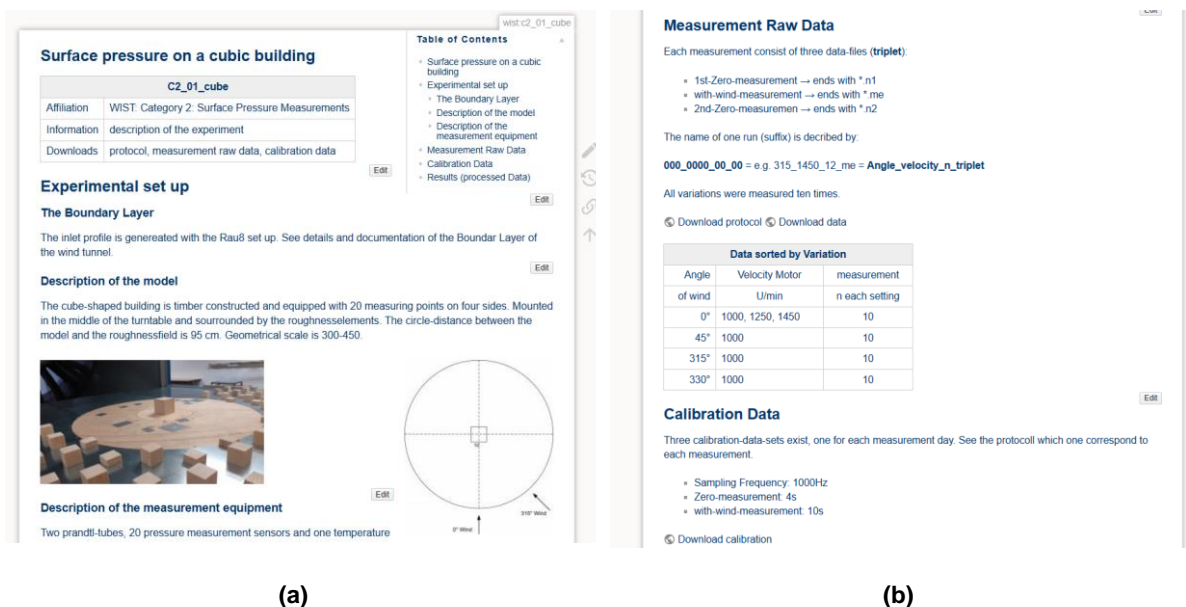 wist:c2_01_cube
Surface pressure on a cubic building
C2_01_cube
Affiliation WIST: Category 2: Surface Pressure Measurements
Information description of the experiment
Downloads protocol, measurement raw data, calibration data
Edit
Table of Contents
Surface pressure on a cubic
building
Experimental set up
The Boundary Layer
Description of the model
Description of the
measurement equipment
Measurement Raw Data
Calibration Data
Results (processed Data)
Edit
Experimental set up
The Boundary Layer
The inlet profile is genereated with the Rau8 set up. See details and documentation of the Boundar Layer of
the wind tunnel.
Edit
Description of the model
The cube-shaped building is timber constructed and equipped with 20 measuring points on four sides. Mounted
in the middle of the turntable and sourrounded by the roughnesselements. The circle-distance between the
model and the roughnessfield is 95 cm. Geometrical scale is 300-450.
315° Wind
0° Wind
Edit
Description of the measurement equipment
Two prandtl-tubes, 20 pressure measurement sensors and one temperature
(a)
Edit
Measurement Raw Data
Each measurement consist of three data-files (triplet):
1st-Zero-measurement → ends with *.n1
with-wind-measurement → ends with *.me
2nd-Zero-measuremen → ends with *.n2
The name of one run (suffix) is decribed by:
000_0000_00_00 = e.g. 315_1450_12_me = Angle_velocity_n_triplet
All variations were measured ten times.
Download protocol Download data
Data sorted by Variation
Angle Velocity Motor measurement
of wind U/min n each setting
0° 1000, 1250, 1450 10
45° 1000 10
315° 1000 10
330° 1000 10
Edit
Calibration Data
Three calibration-data-sets exist, one for each measurement day. See the protocoll which one correspond to
each measurement.
Sampling Frequency: 1000Hz
Zero-measurement: 4s
with-wind-measurement: 10s
Download calibration
(b)